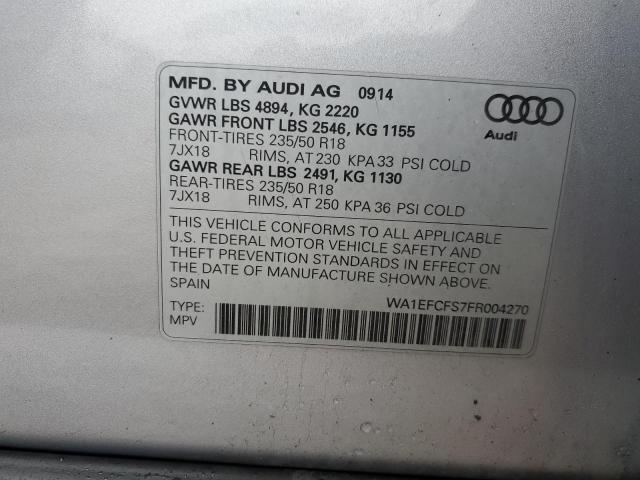 MFD. BY AUDI AG 0914
GVWR LBS 4894, KG 2220
GAWR FRONT LBS 2546, KG 1155
FRONT-TIRES 235/50 R18
7JX18 RIMS, AT 230 KPA 33 PSI COLD
GAWR REAR LBS 2491, KG 1130
REAR-TIRES 235/50 R18
7JX18 RIMS, AT 250 KPA 36 PSI COLD
Audi
THIS VEHICLE CONFORMS TO ALL APPLICABLE
U.S. FEDERAL MOTOR VEHICLE SAFETY AND
THEFT PREVENTION STANDARDS IN EFFECT ON
THE DATE OF MANUFACTURE SHOWN ABOVE.
SPAIN
WA1EFCFS7FR004270
TYPE:
MPV